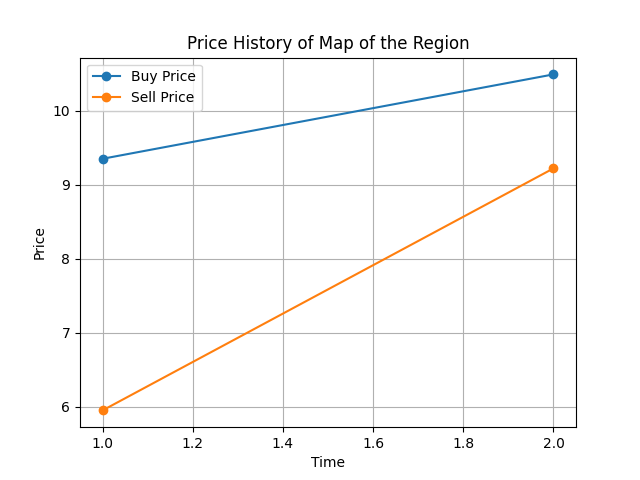 Price History of Map of the Region
Buy Price
Sell Price
10
9
8
7
6
Price
1.0 1.2 1.4 1.6 1.8 2.0
Time